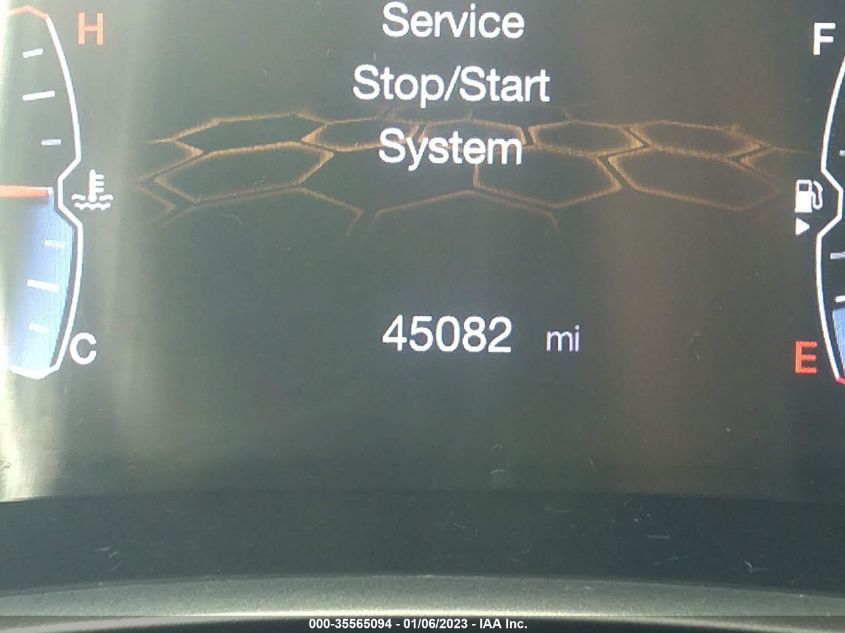 Service
H
F
Stop/Start
System
45082 mi
C
E
000-35565094 - 01/06/2023 - IAA Inc.